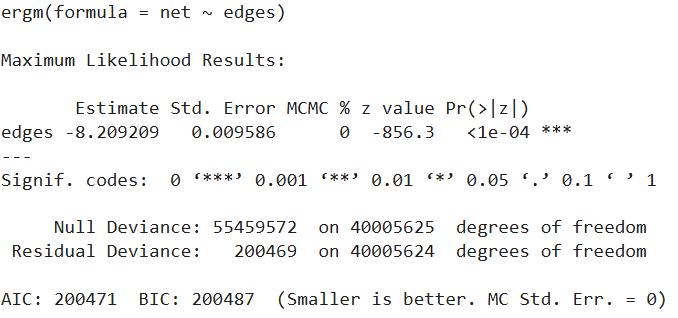 ergm(formula = net ~ edges)
Maximum Likelihood Results:
Estimate Std. Error MCMC % z value Pr(>|z|)
edges -8.209209 0.009586 0 -856.3 <1e-04 ***
---
Signif. codes: 0 ‘***’ 0.001 ‘**’ 0.01 ‘*’ 0.05 ‘.’ 0.1 ‘ ’ 1
Null Deviance: 55459572 on 40005625 degrees of freedom
Residual Deviance: 200469 on 40005624 degrees of freedom
AIC: 200471 BIC: 200487 (Smaller is better. MC Std. Err. = 0)